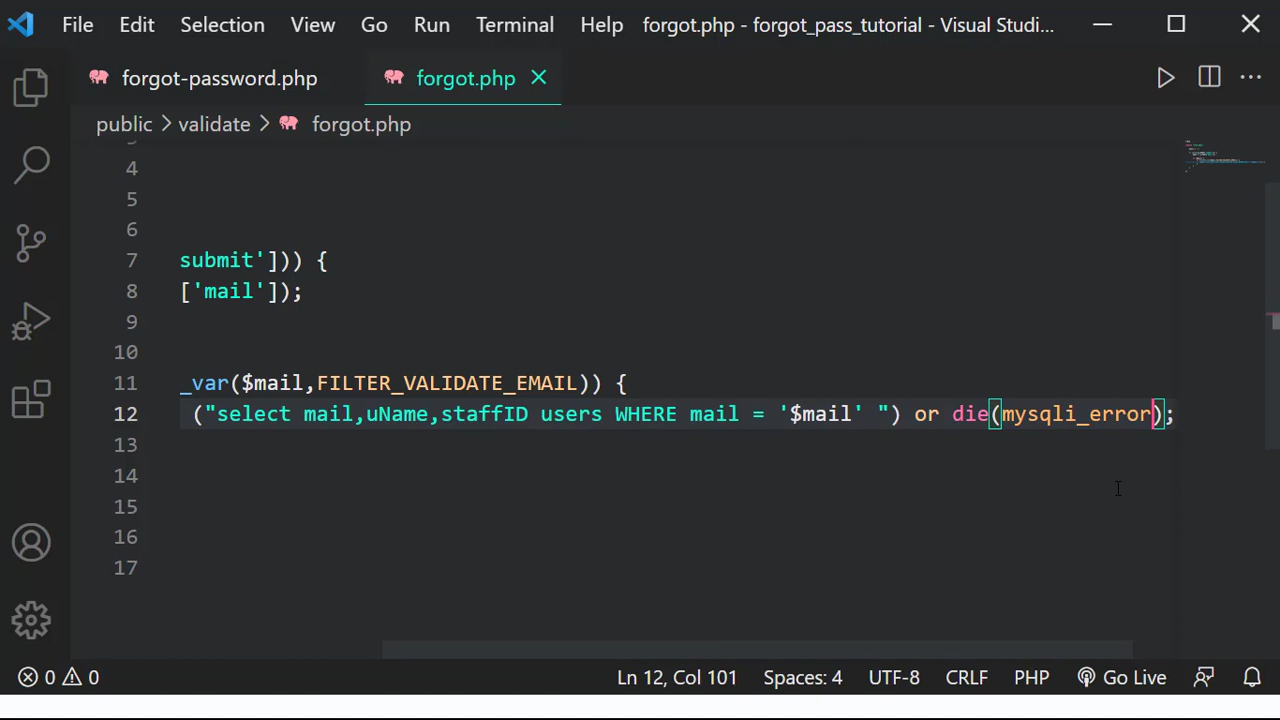 File Edit Selection View Go Run Terminal Help forgot.php - forgot_pass_tutorial - Visual Studi...
forgot-password.php forgot.php
public > validate > forgot.php
4
5
6
7 submit'])) {
8 ['mail']);
9
10
11 _var($mail,FILTER_VALIDATE_EMAIL)) {
12 ("select mail,uName,staffID users WHERE mail = '$mail' ") or die(mysqli_error);
13
14
15
16
17
0 0 Ln 12, Col 101 Spaces: 4 UTF-8 CRLF PHP Go Live